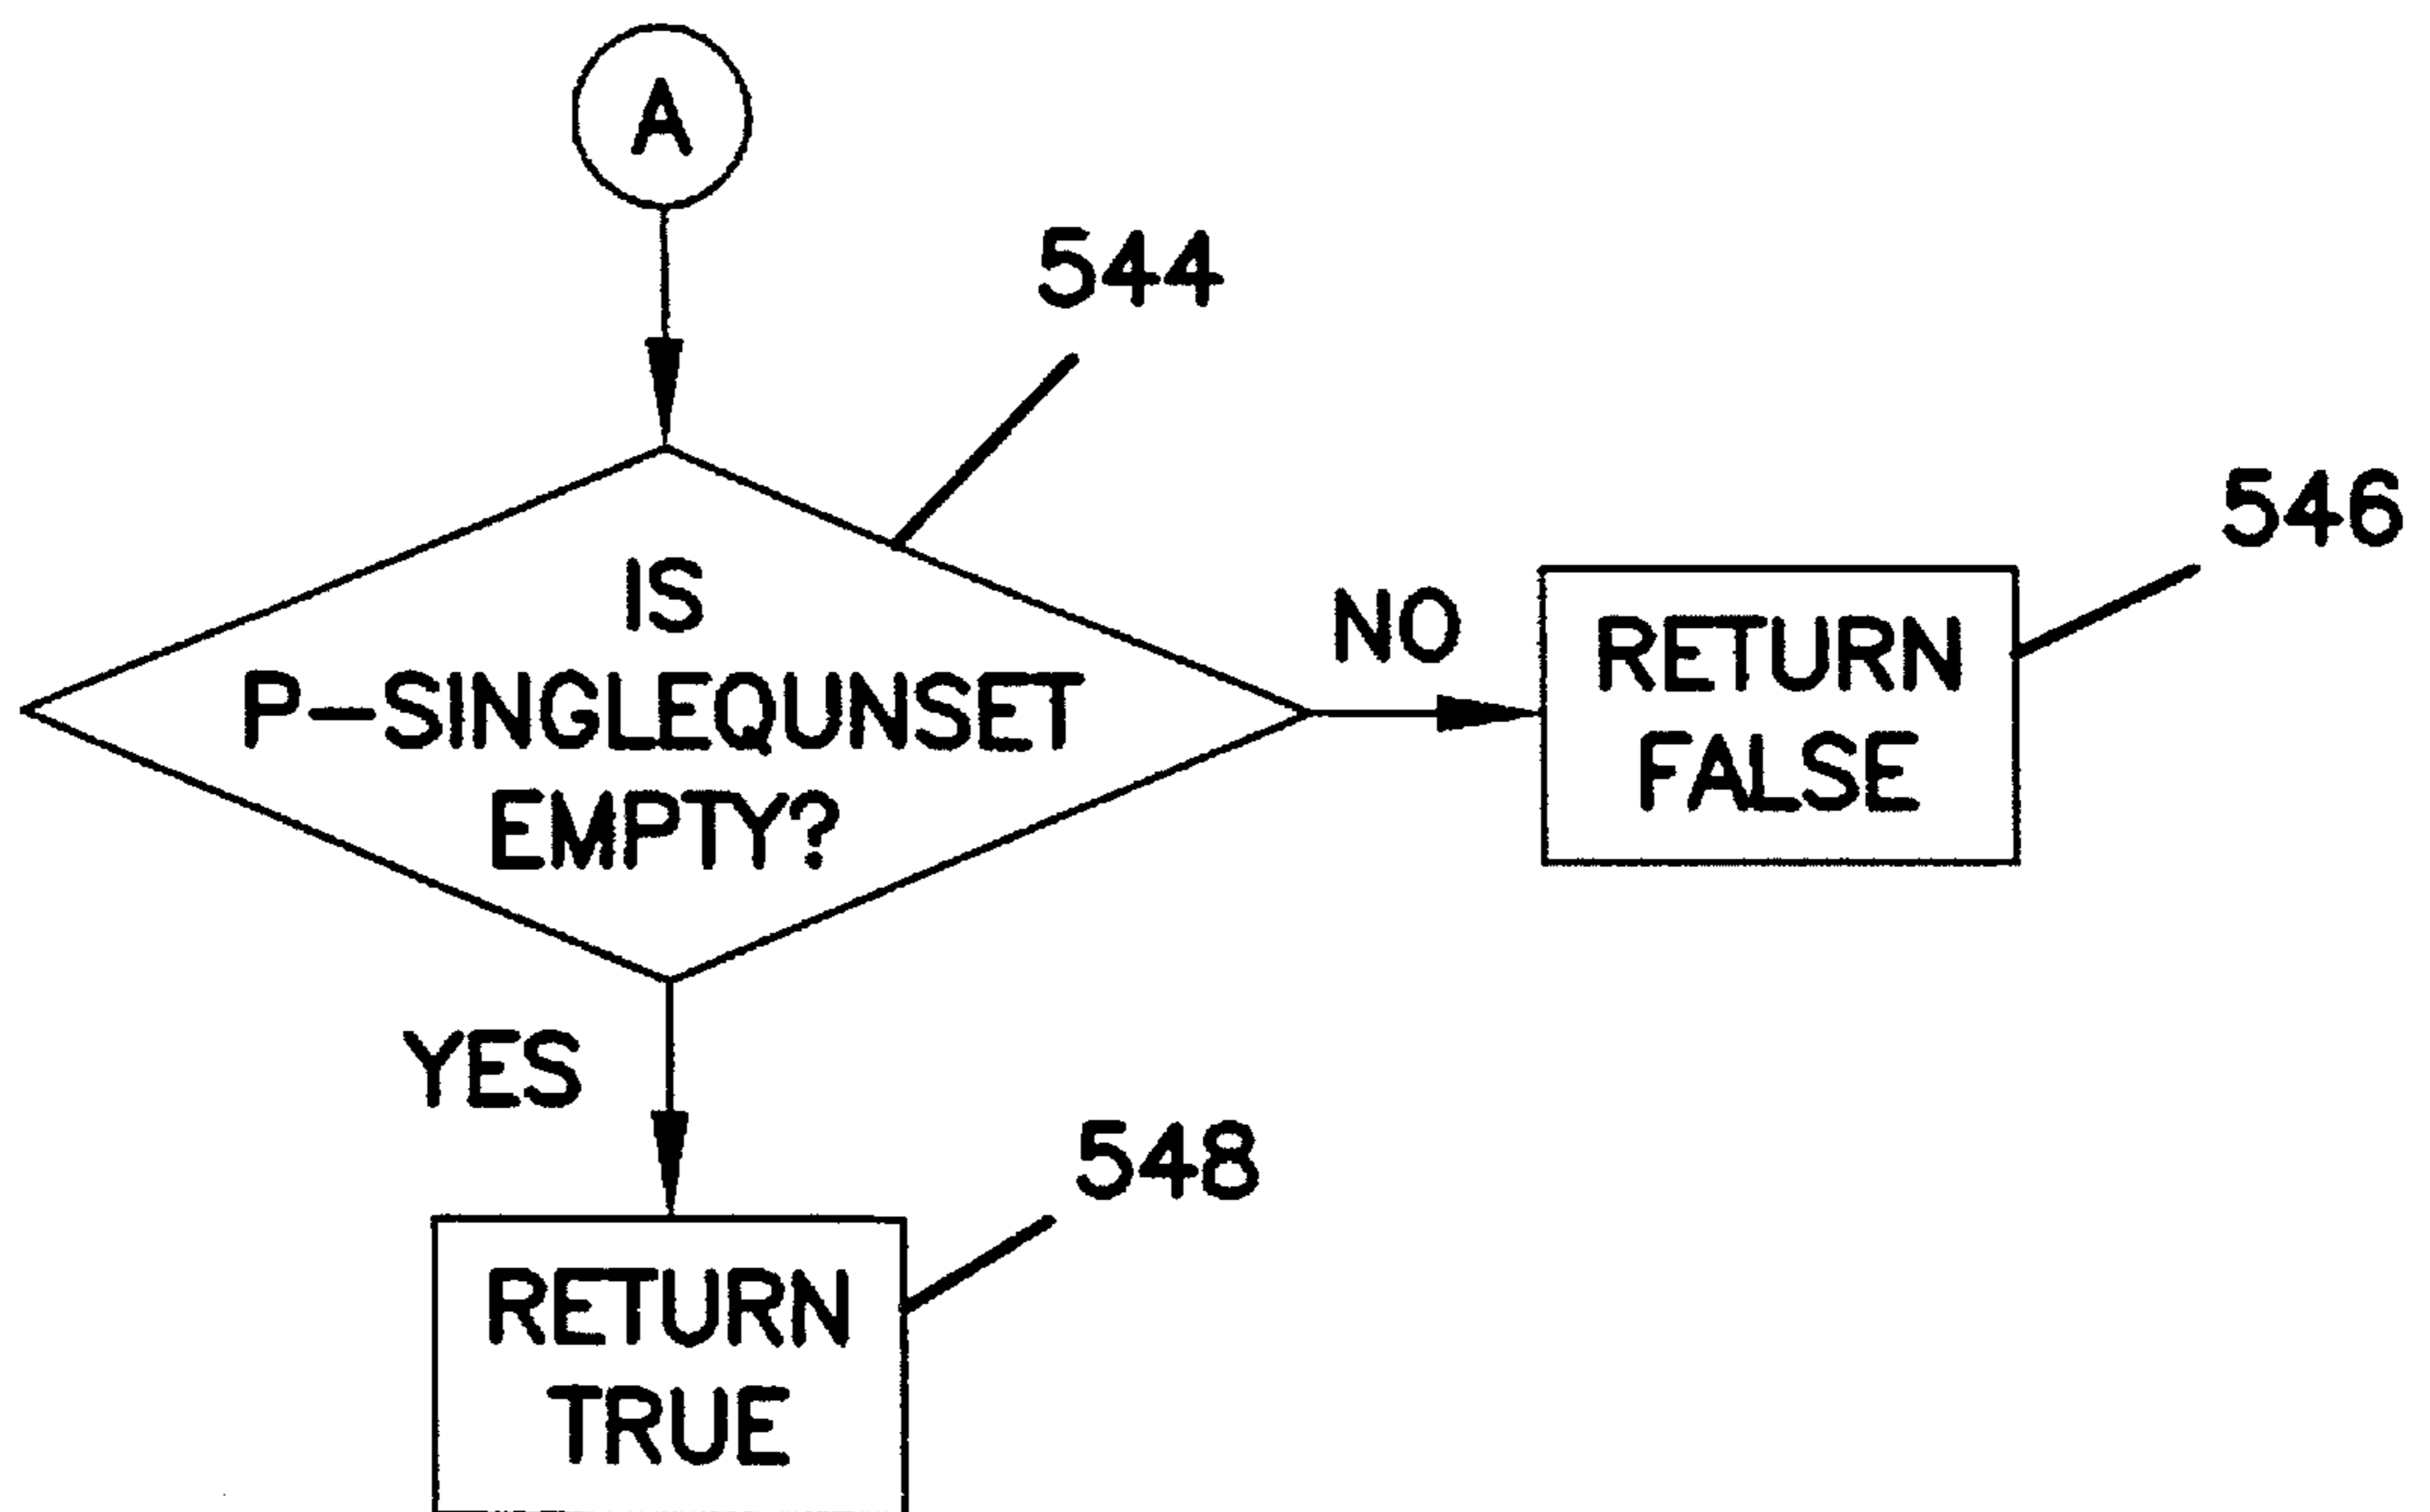 A
544
IS
P-SINGLEQUNSET
EMPTY?
NO
546
RETURN
FALSE
YES
548
RETURN
TRUE